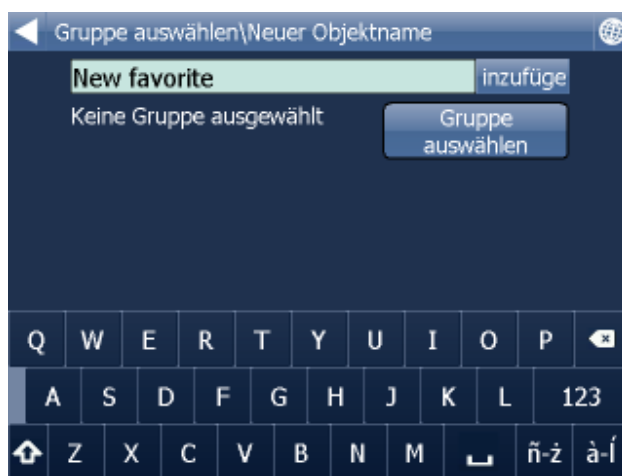 Gruppe auswählen\Neuer Objektname
New favorite inzufüge
Keine Gruppe ausgewählt
Gruppe
auswählen
Q W E R T Y U I O P
A S D F G H J K L 123
Z X C V B N M ñ-ż à-Í